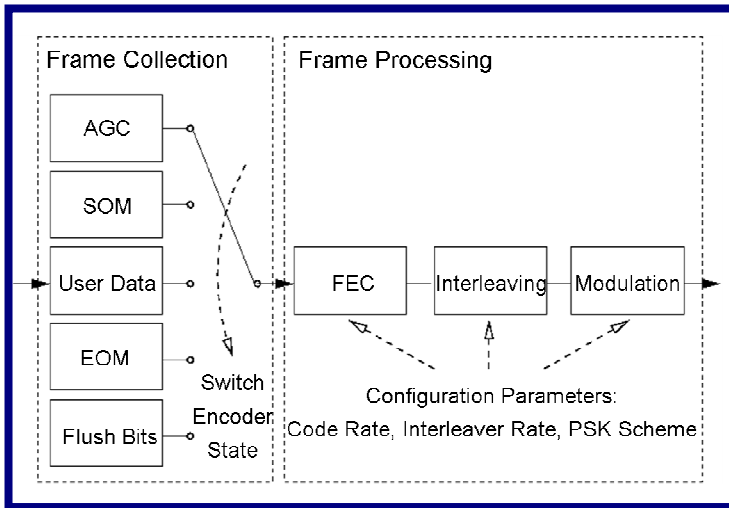 Frame Collection
AGC
SOM
User Data
EOM
Flush Bits
Switch
Encoder
State
Frame Processing
FEC
Interleaving
Modulation
Configuration Parameters:
Code Rate, Interleaver Rate, PSK Scheme